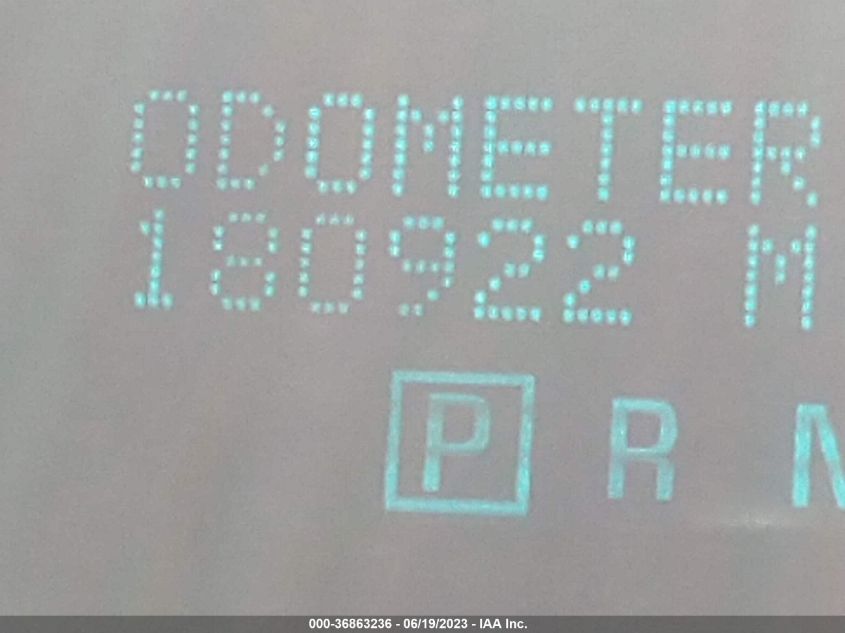 ODOMETER
180922 M
P R N
000-36863236 - 06/19/2023 - IAA Inc.